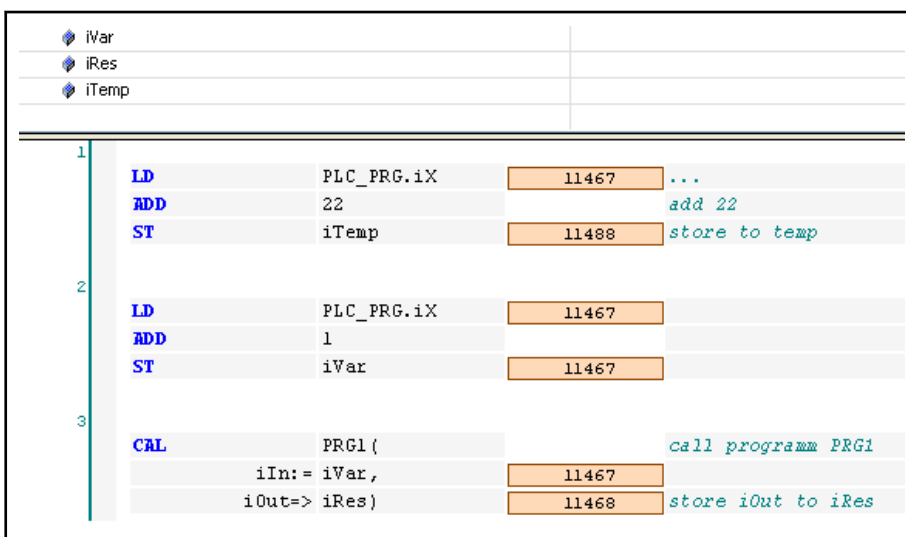 iVar
iRes
iTemp
1
LD PLC_PRG.iX 11467 ...
ADD 22 add 22
ST iTemp 11488 store to temp
2
LD PLC_PRG.iX 11467
ADD 1
ST iVar 11467
3
CAL PRG1( call programm PRG1
iIn:= iVar, 11467
iOut=> iRes) 11468 store iOut to iRes